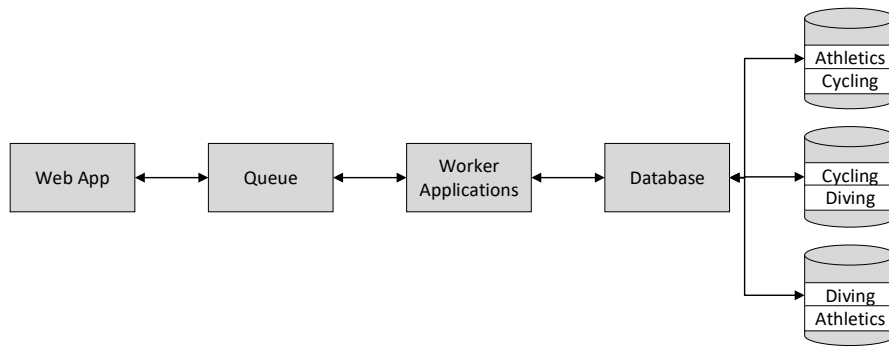 Web App
Queue
Worker
Applications
Database
Athletics
Cycling
Cycling
Diving
Diving
Athletics